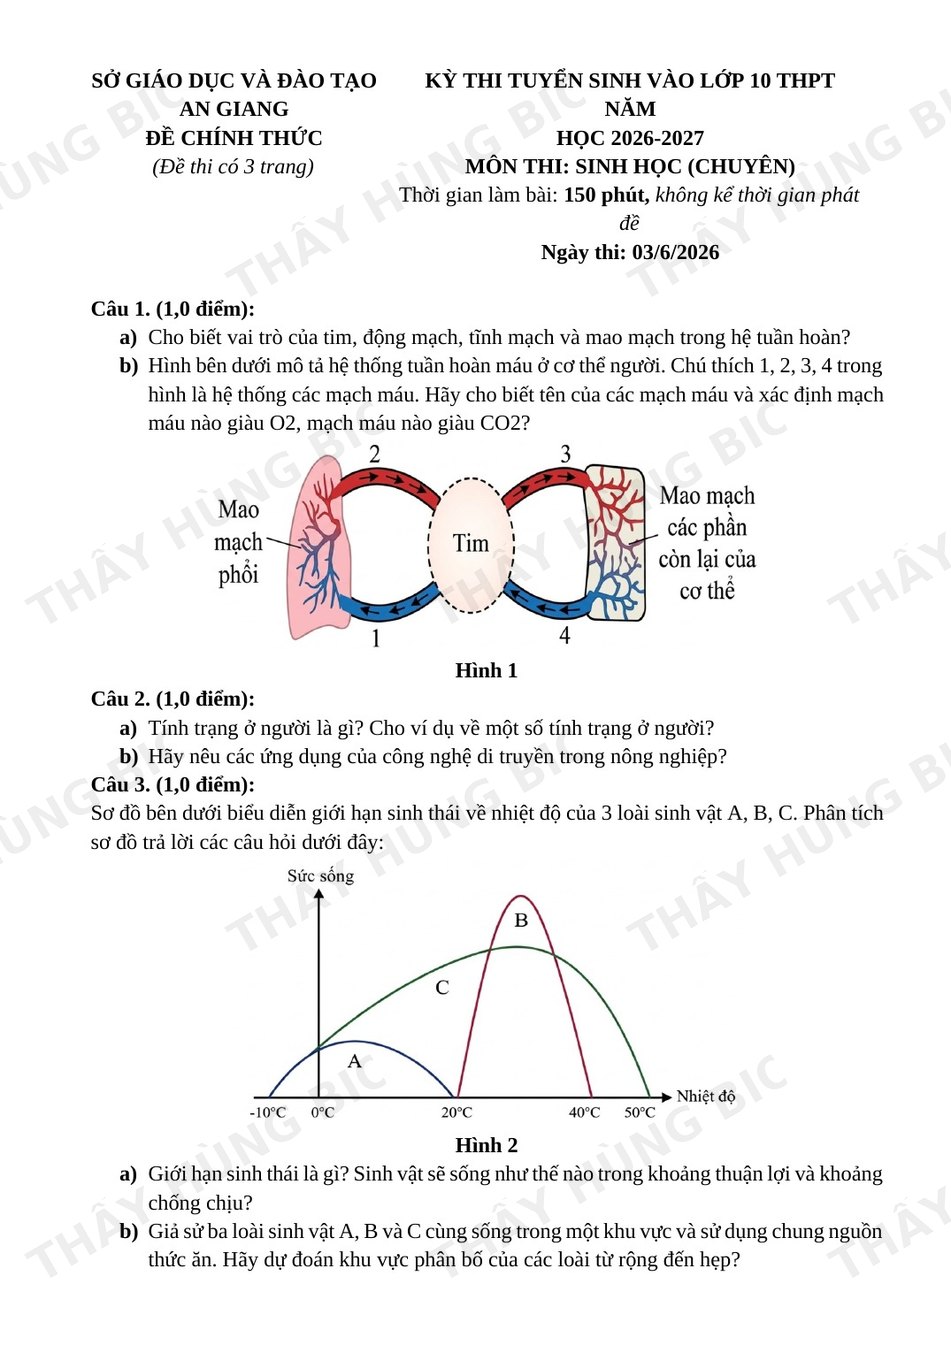 SỞ GIÁO DỤC VÀ ĐÀO TẠO
AN GIANG
ĐỀ CHÍNH THỨC
(Đề thi có 3 trang)
KỲ THI TUYỂN SINH VÀO LỚP 10 THPT
NĂM
HỌC 2026-2027
MÔN THI: SINH HỌC (CHUYÊN)
Thời gian làm bài: 150 phút, không kể thời gian phát
đề
Ngày thi: 03/6/2026
Câu 1. (1,0 điểm):
a) Cho biết vai trò của tim, động mạch, tĩnh mạch và mao mạch trong hệ tuần hoàn?
b) Hình bên dưới mô tả hệ thống tuần hoàn máu ở cơ thể người. Chú thích 1, 2, 3, 4 trong
hình là hệ thống các mạch máu. Hãy cho biết tên của các mạch máu và xác định mạch
máu nào giàu O2, mạch máu nào giàu CO2?
2
3
Mao
mạch
phổi
Tim
Mao mạch
các phần
còn lại của
cơ thể
1
4
Hình 1
Câu 2. (1,0 điểm):
a) Tính trạng ở người là gì? Cho ví dụ về một số tính trạng ở người?
b) Hãy nêu các ứng dụng của công nghệ di truyền trong nông nghiệp?
Câu 3. (1,0 điểm):
Sơ đồ bên dưới biểu diễn giới hạn sinh thái về nhiệt độ của 3 loài sinh vật A, B, C. Phân tích
sơ đồ trả lời các câu hỏi dưới đây:
Sức sống
B
C
A
Nhiệt độ
-10°C 0°C 20°C 40°C 50°C
Hình 2
a) Giới hạn sinh thái là gì? Sinh vật sẽ sống như thế nào trong khoảng thuận lợi và khoảng
chống chịu?
b) Giả sử ba loài sinh vật A, B và C cùng sống trong một khu vực và sử dụng chung nguồn
thức ăn. Hãy dự đoán khu vực phân bố của các loài từ rộng đến hẹp?
THẦY HÙNG BIC